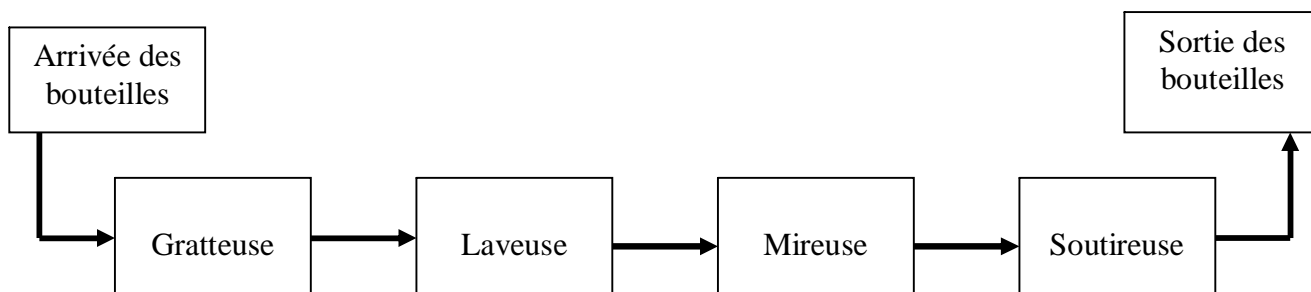 Arrivée des
bouteilles
Gratteuse
Laveuse
Mireuse
Soutireuse
Sortie des
bouteilles